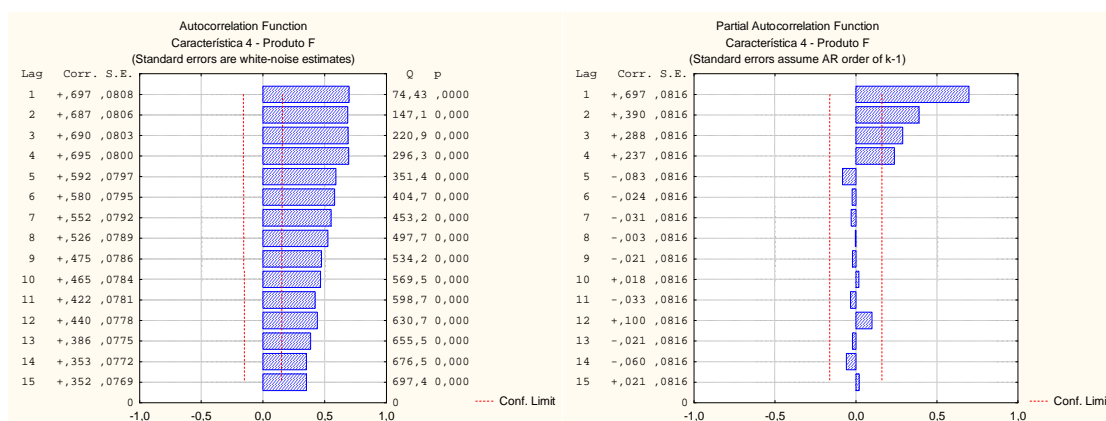 Autocorrelation Function
Característica 4 - Produto F
(Standard errors are white-noise estimates)
Lag Corr. S.E. Q p
1 +,697 ,0808 74,43 ,0000
2 +,687 ,0806 147,1 0,000
3 +,690 ,0803 220,9 0,000
4 +,695 ,0800 296,3 0,000
5 +,592 ,0797 351,4 0,000
6 +,580 ,0795 404,7 0,000
7 +,552 ,0792 453,2 0,000
8 +,526 ,0789 497,7 0,000
9 +,475 ,0786 534,2 0,000
10 +,465 ,0784 569,5 0,000
11 +,422 ,0781 598,7 0,000
12 +,440 ,0778 630,7 0,000
13 +,386 ,0775 655,5 0,000
14 +,353 ,0772 676,5 0,000
15 +,352 ,0769 697,4 0,000
0 0
-1,0 -0,5 0,0 0,5 1,0
Conf. Limit
Partial Autocorrelation Function
Característica 4 - Produto F
(Standard errors assume AR order of k-1)
Lag Corr. S.E.
1 +,697 ,0816
2 +,390 ,0816
3 +,288 ,0816
4 +,237 ,0816
5 -,083 ,0816
6 -,024 ,0816
7 -,031 ,0816
8 -,003 ,0816
9 -,021 ,0816
10 +,018 ,0816
11 -,033 ,0816
12 +,100 ,0816
13 -,021 ,0816
14 -,060 ,0816
15 +,021 ,0816
0 0
-1,0 -0,5 0,0 0,5 1,0
Conf. Limi